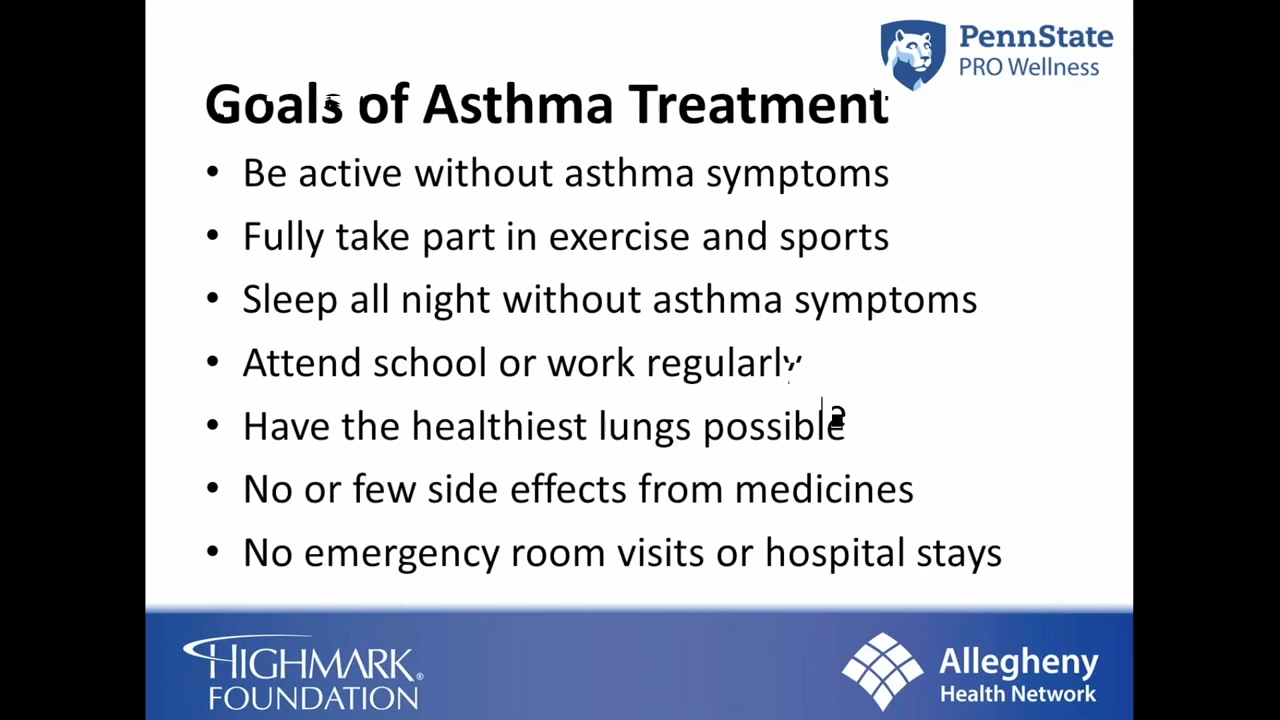 PennState
PRO Wellness
Goals of Asthma Treatment
• Be active without asthma symptoms
• Fully take part in exercise and sports
• Sleep all night without asthma symptoms
• Attend school or work regularly
• Have the healthiest lungs possible
• No or few side effects from medicines
• No emergency room visits or hospital stays
HIGHMARK®
FOUNDATION
Allegheny
Health Network